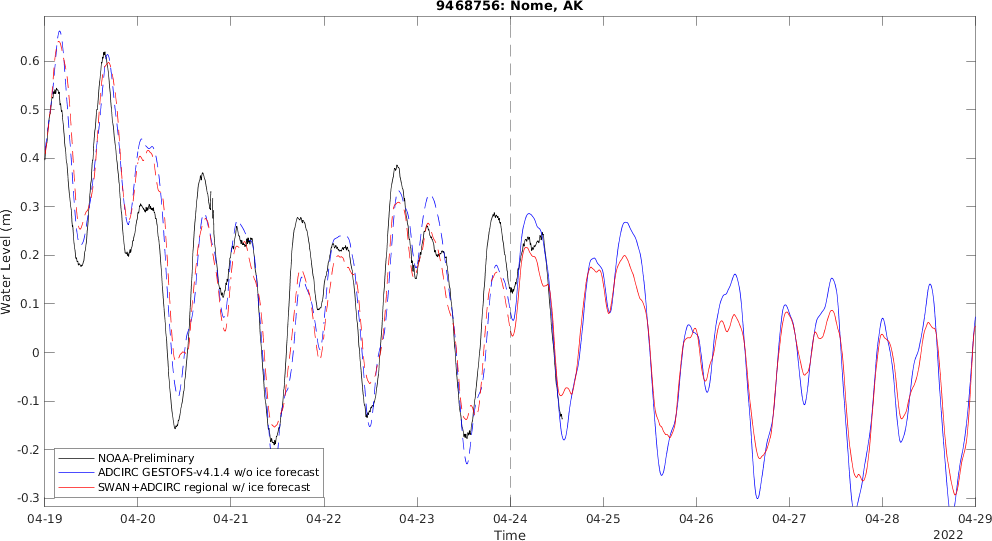 9468756: Nome, AK
Water Level (m)
0.6
0.5
0.4
0.3
0.2
0.1
0
-0.1
-0.2
-0.3
NOAA-Preliminary
ADCIRC GESTOFS-v4.1.4 w/o ice forecast
SWAN+ADCIRC regional w/ ice forecast
04-19 04-20 04-21 04-22 04-23 04-24 04-25 04-26 04-27 04-28 04-29
Time
2022